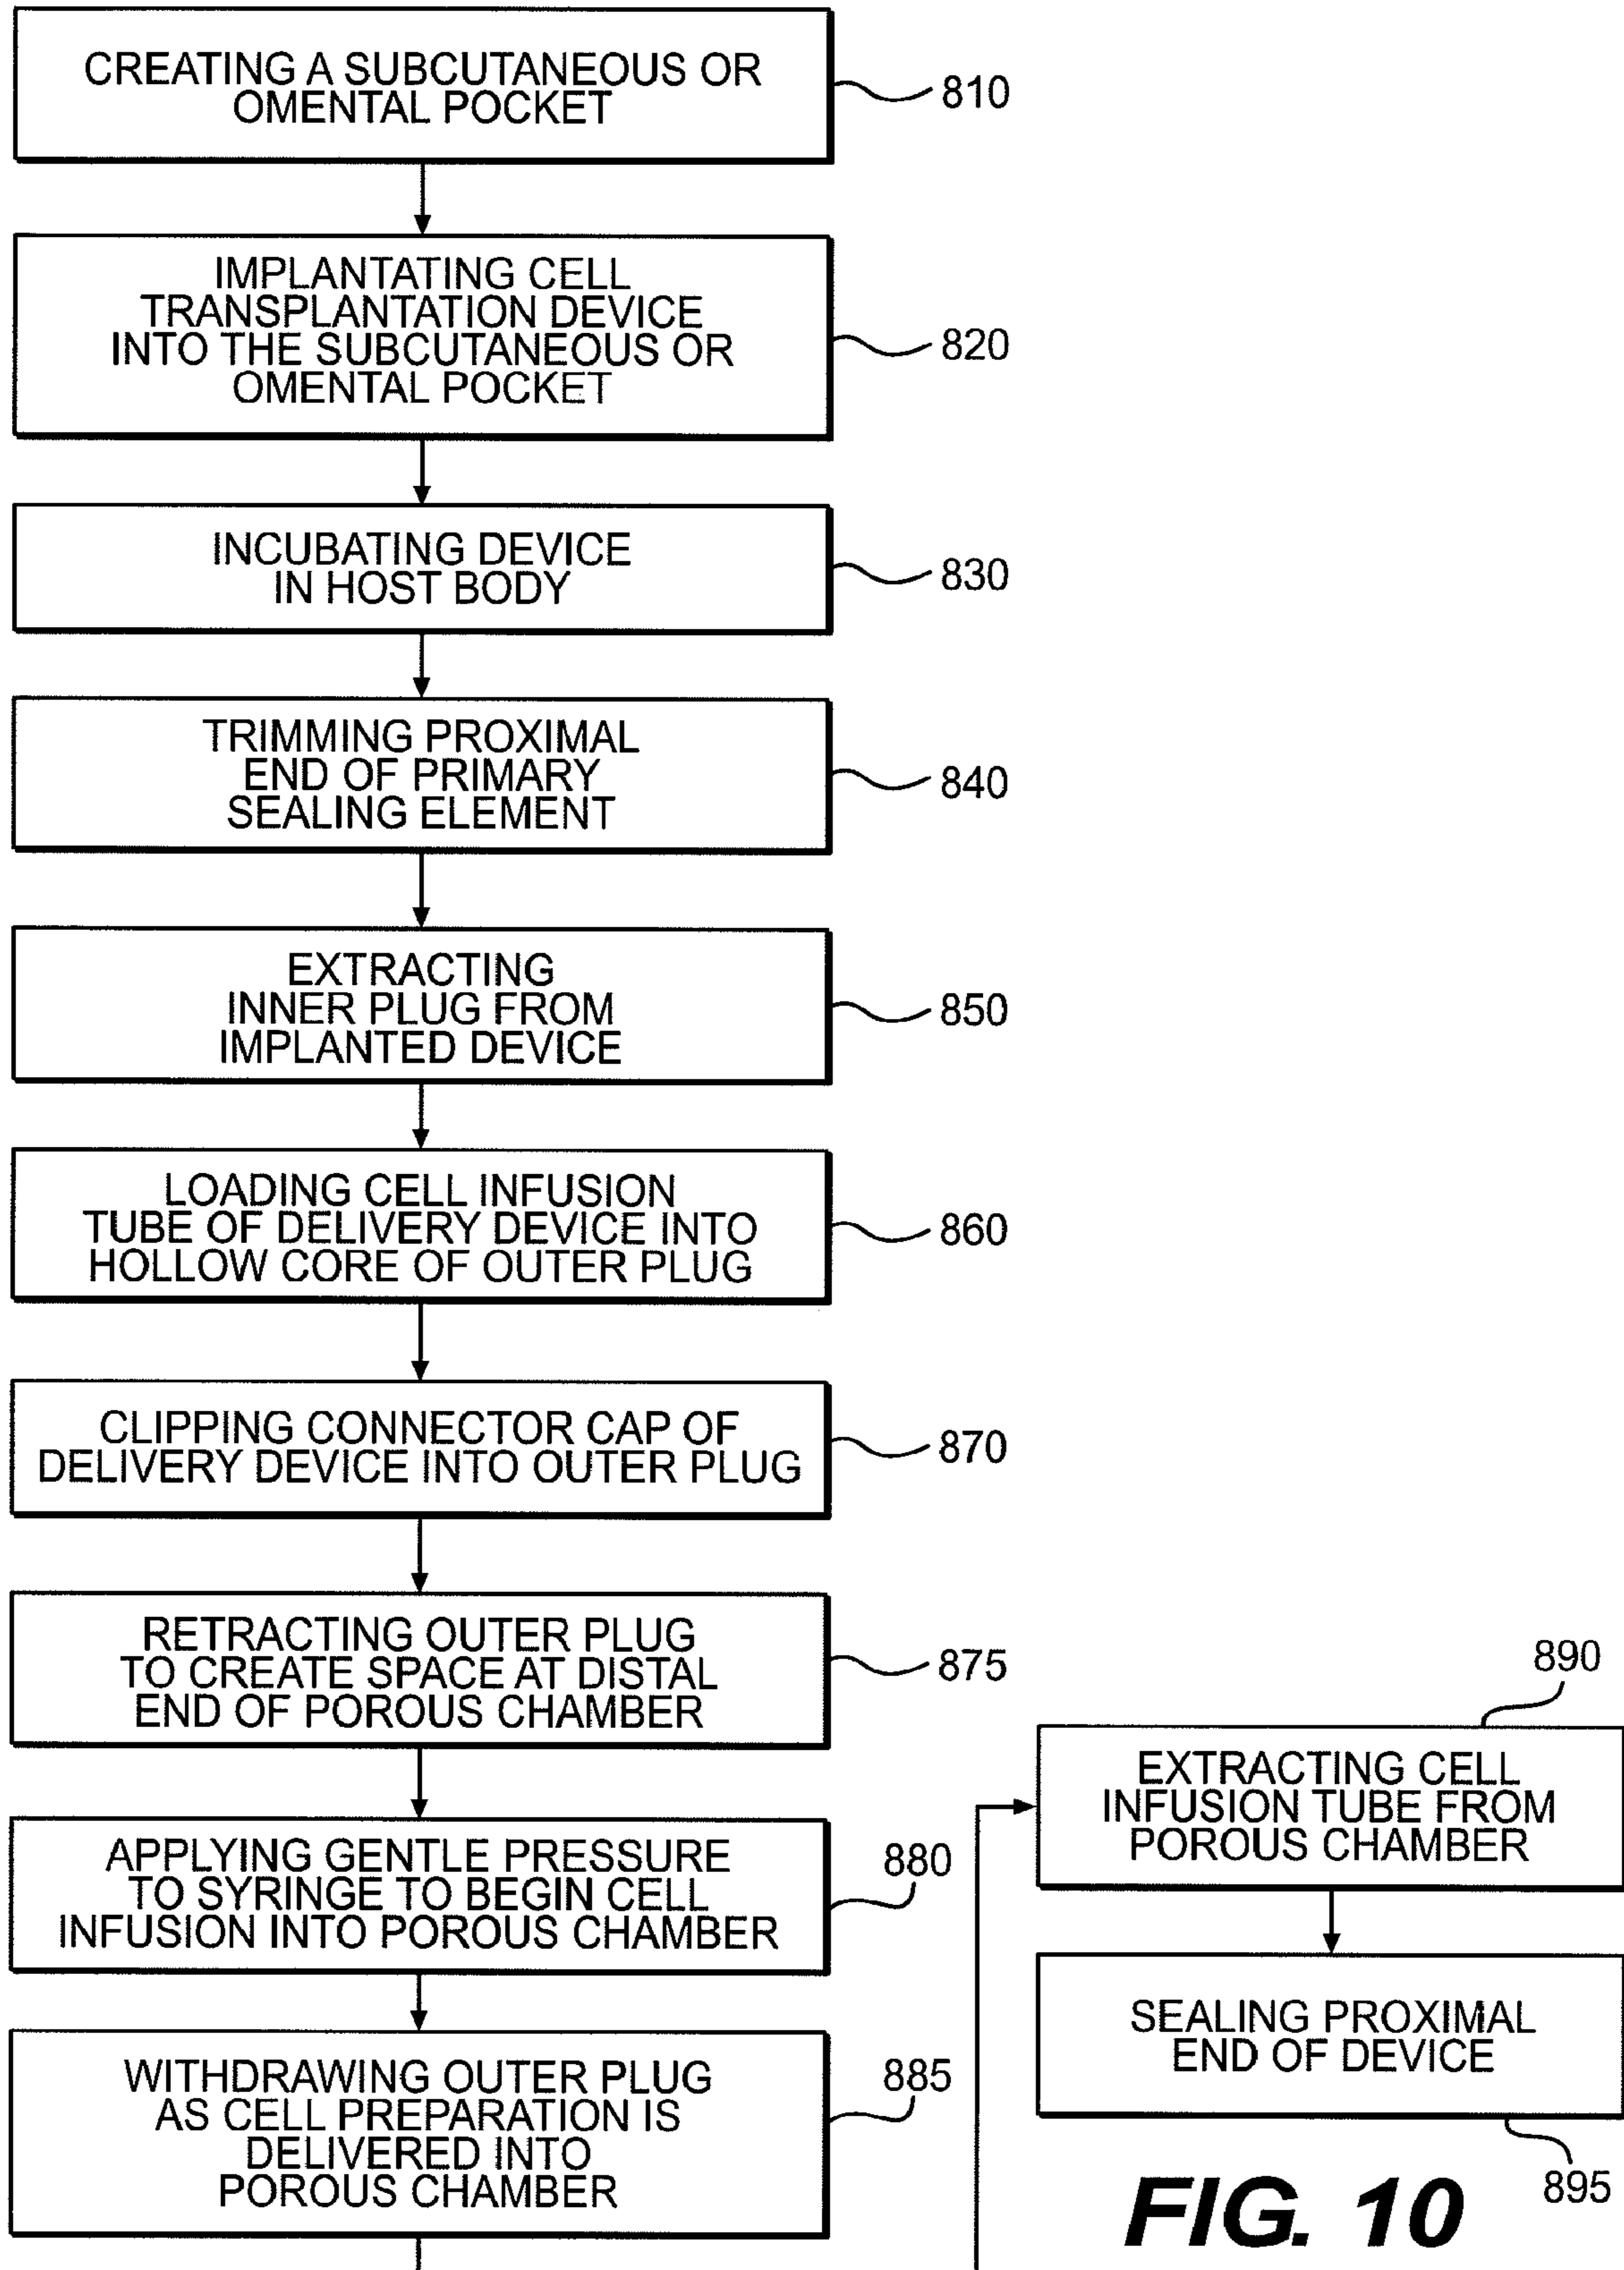 CREATING A SUBCUTANEOUS OR
OMENTAL POCKET
810
IMPLANTATING CELL
TRANSPLANTATION DEVICE
INTO THE SUBCUTANEOUS OR
OMENTAL POCKET
820
INCUBATING DEVICE
IN HOST BODY
830
TRIMMING PROXIMAL
END OF PRIMARY
SEALING ELEMENT
840
EXTRACTING
INNER PLUG FROM
IMPLANTED DEVICE
850
LOADING CELL INFUSION
TUBE OF DELIVERY DEVICE INTO
HOLLOW CORE OF OUTER PLUG
860
CLIPPING CONNECTOR CAP OF
DELIVERY DEVICE INTO OUTER PLUG
870
RETRACTING OUTER PLUG
TO CREATE SPACE AT DISTAL
END OF POROUS CHAMBER
875
APPLYING GENTLE PRESSURE
TO SYRINGE TO BEGIN CELL
INFUSION INTO POROUS CHAMBER
880
WITHDRAWING OUTER PLUG
AS CELL PREPARATION IS
DELIVERED INTO
POROUS CHAMBER
885
890
EXTRACTING CELL
INFUSION TUBE FROM
POROUS CHAMBER
SEALING PROXIMAL
END OF DEVICE
895
FIG. 10